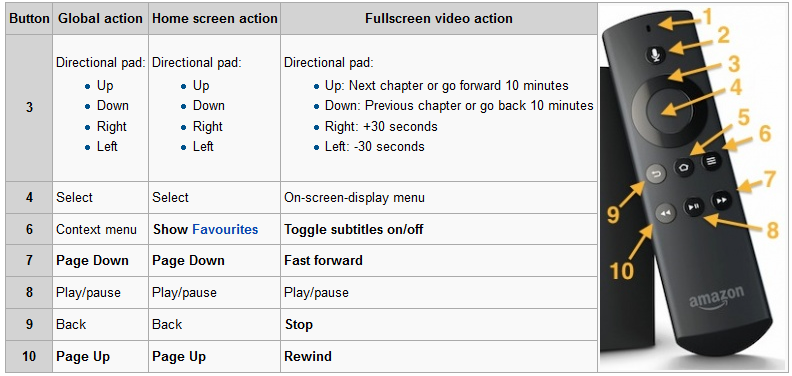 Button Global action Home screen action Fullscreen video action
3
Directional pad: Directional pad: Directional pad:
Up Up Up: Next chapter or go forward 10 minutes
Down Down Down: Previous chapter or go back 10 minutes
Right Right Right: +30 seconds
Left Left Left: -30 seconds
4 Select Select On-screen-display menu
6 Context menu Show Favourites Toggle subtitles on/off
7 Page Down Page Down Fast forward
8 Play/pause Play/pause Play/pause
9 Back Back Stop
10 Page Up Page Up Rewind
1
2
3
4
5
6
7
8
9
10
amazon